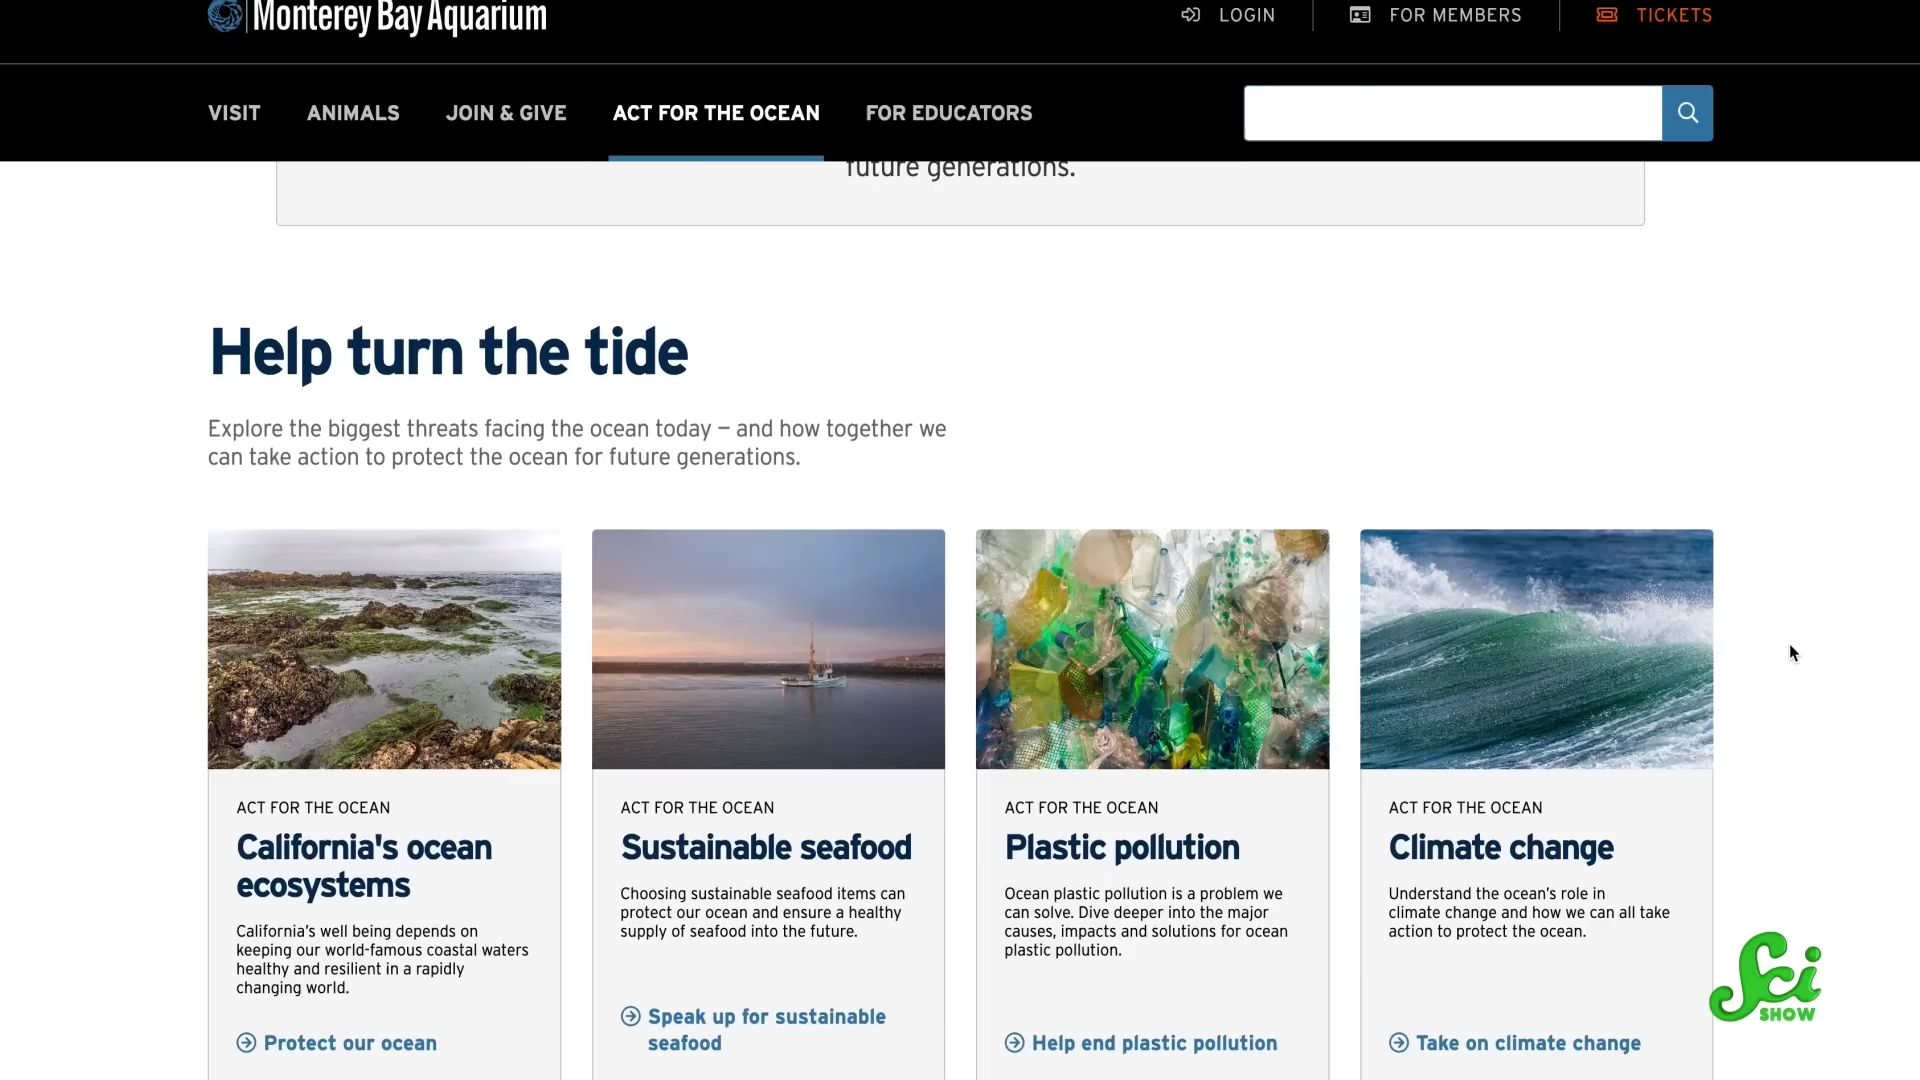 Monterey Bay Aquarium
LOGIN
FOR MEMBERS
TICKETS
VISIT
ANIMALS
JOIN & GIVE
ACT FOR THE OCEAN
FOR EDUCATORS
future generations.
Help turn the tide
Explore the biggest threats facing the ocean today – and how together we
can take action to protect the ocean for future generations.
ACT FOR THE OCEAN
California's ocean
ecosystems
California’s well being depends on
keeping our world-famous coastal waters
healthy and resilient in a rapidly
changing world.
Protect our ocean
ACT FOR THE OCEAN
Sustainable seafood
Choosing sustainable seafood items can
protect our ocean and ensure a healthy
supply of seafood into the future.
Speak up for sustainable
seafood
ACT FOR THE OCEAN
Plastic pollution
Ocean plastic pollution is a problem we
can solve. Dive deeper into the major
causes, impacts and solutions for ocean
plastic pollution.
Help end plastic pollution
ACT FOR THE OCEAN
Climate change
Understand the ocean’s role in
climate change and how we can all take
action to protect the ocean.
Take on climate change
Sci
SHOW